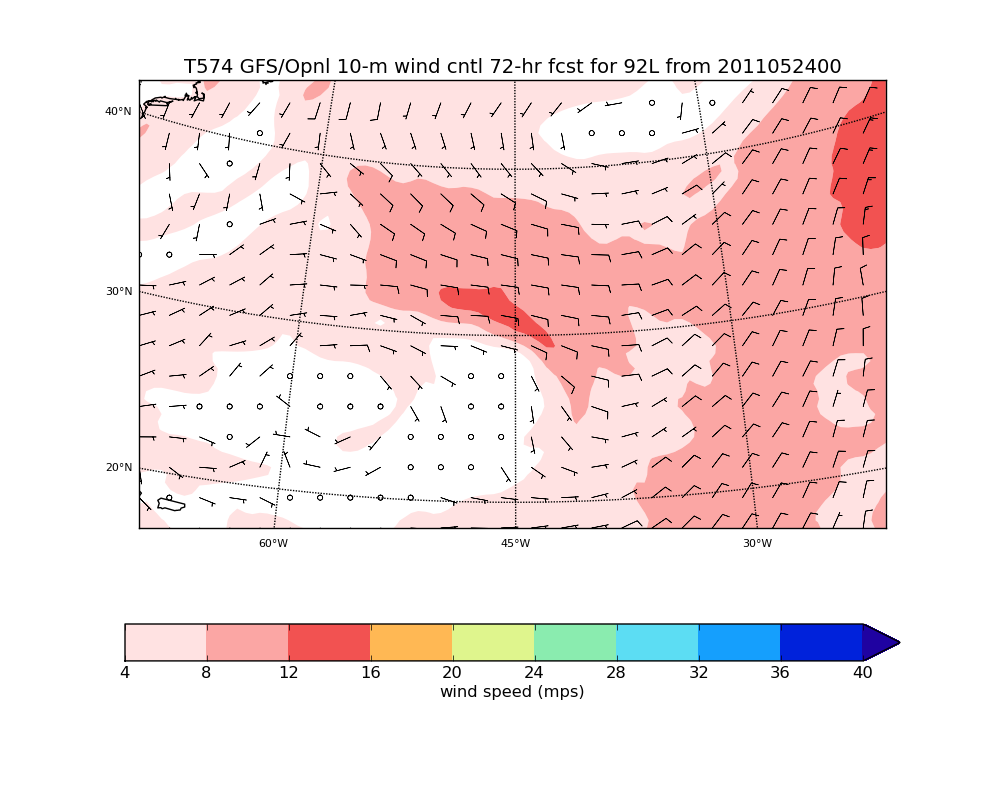 T574 GFS/Opnl 10-m wind cntl 72-hr fcst for 92L from 2011052400
40°N
30°N
20°N
60°W 45°W 30°W
4 8 12 16 20 24 28 32 36 40
wind speed (mps)